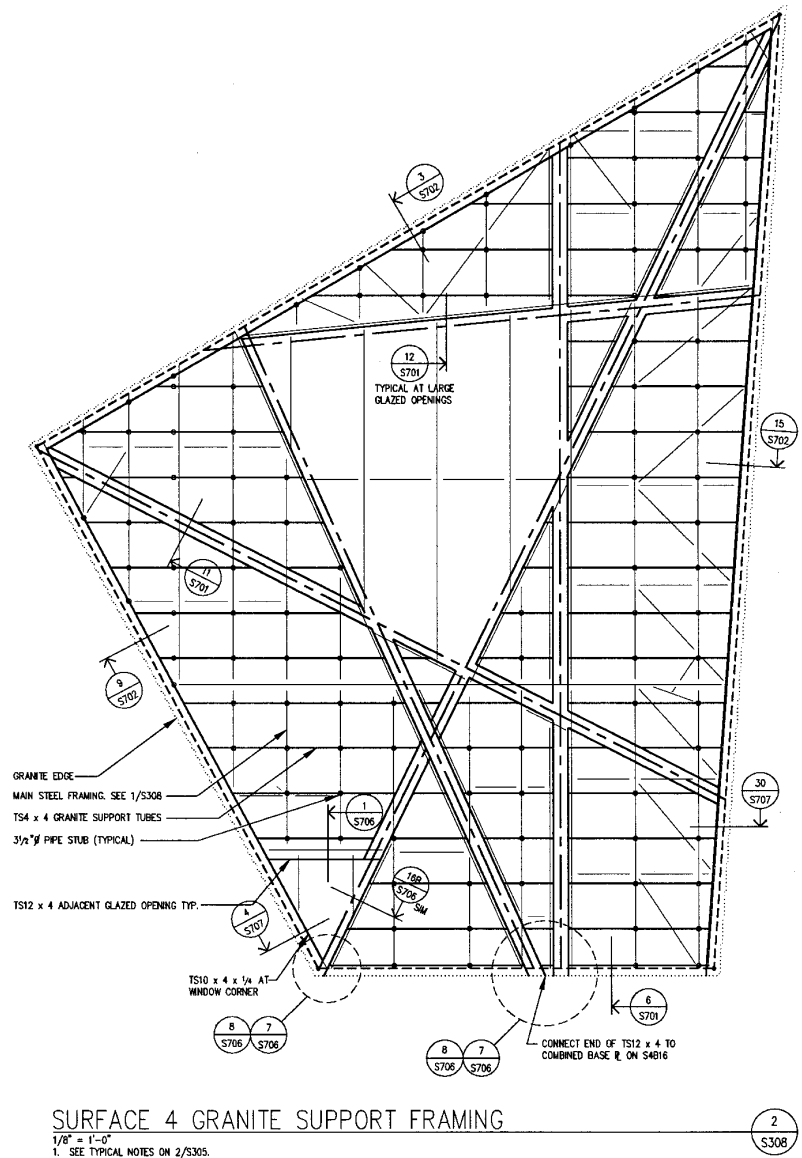 3
S702
12
S701
TYPICAL AT LARGE
GLAZED OPENINGS
15
S702
11
S701
9
S702
GRANITE EDGE
MAIN STEEL FRAMING. SEE 1/S308
TS4 x 4 GRANITE SUPPORT TUBES
3½"Ø PIPE STUB (TYPICAL)
1
S706
30
S707
TS12 x 4 ADJACENT GLAZED OPENING TYP.
4
S707
S706
SIM
TS10 x 4 x ¼ AT
WINDOW CORNER
6
S701
8
S706
7
S706
8
S706
7
S706
CONNECT END OF TS12 x 4 TO
COMBINED BASE ℞ ON S4B16
SURFACE 4 GRANITE SUPPORT FRAMING
1/8" = 1'-0"
1. SEE TYPICAL NOTES ON 2/S305.
2
S308